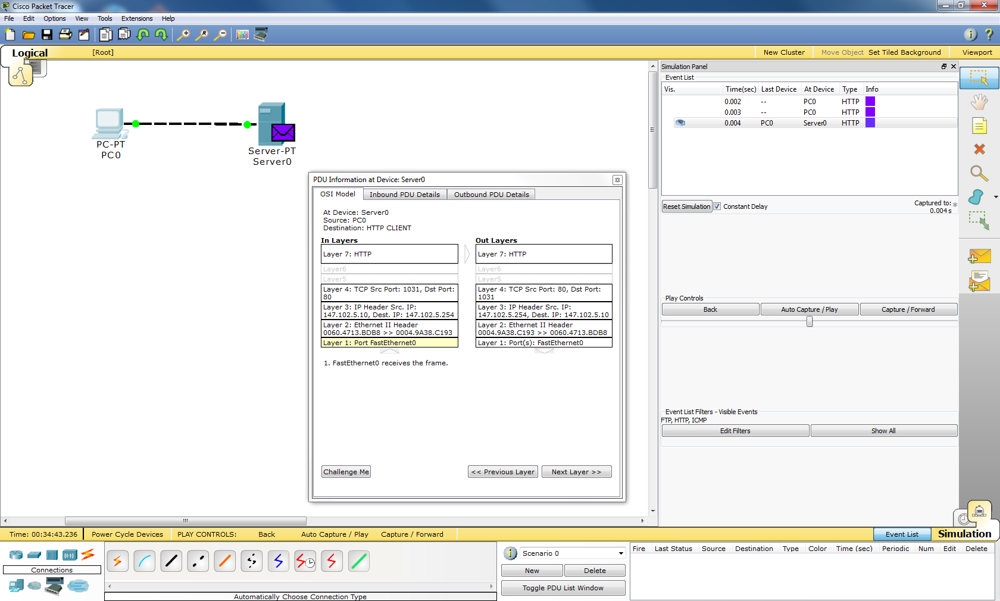 Cisco Packet Tracer
File Edit Options View Tools Extensions Help
Logical [Root] New Cluster Move Object Set Tiled Background Viewport
PC-PT
PC0
Server-PT
Server0
PDU Information at Device: Server0
OSI Model Inbound PDU Details Outbound PDU Details
At Device: Server0
Source: PC0
Destination: HTTP CLIENT
In Layers
Layer 7: HTTP
Layer6
Layer5
Layer 4: TCP Src Port: 1031, Dst Port:
80
Layer 3: IP Header Src. IP:
147.102.5.10, Dest. IP: 147.102.5.254
Layer 2: Ethernet II Header
0060.4713.BDB8 >> 0004.9A38.C193
Layer 1: Port FastEthernet0
Out Layers
Layer 7: HTTP
Layer6
Layer5
Layer 4: TCP Src Port: 80, Dst Port:
1031
Layer 3: IP Header Src. IP:
147.102.5.254, Dest. IP: 147.102.5.10
Layer 2: Ethernet II Header
0004.9A38.C193 >> 0060.4713.BDB8
Layer 1: Port(s): FastEthernet0
1. FastEthernet0 receives the frame.
Challenge Me << Previous Layer Next Layer >>
Simulation Panel
Event List
Vis. Time(sec) Last Device At Device Type Info
0.002 -- PC0 HTTP
0.003 -- PC0 HTTP
0.004 PC0 Server0 HTTP
Reset Simulation Constant Delay
Captured to: *
0.004 s
Play Controls
Back Auto Capture / Play Capture / Forward
Event List Filters - Visible Events
FTP, HTTP, ICMP
Edit Filters Show All
Time: 00:34:43.236 Power Cycle Devices PLAY CONTROLS: Back Auto Capture / Play Capture / Forward Event List Simulation
Connections
Automatically Choose Connection Type
Scenario 0
New Delete
Toggle PDU List Window
Fire Last Status Source Destination Type Color Time (sec) Periodic Num Edit Delete